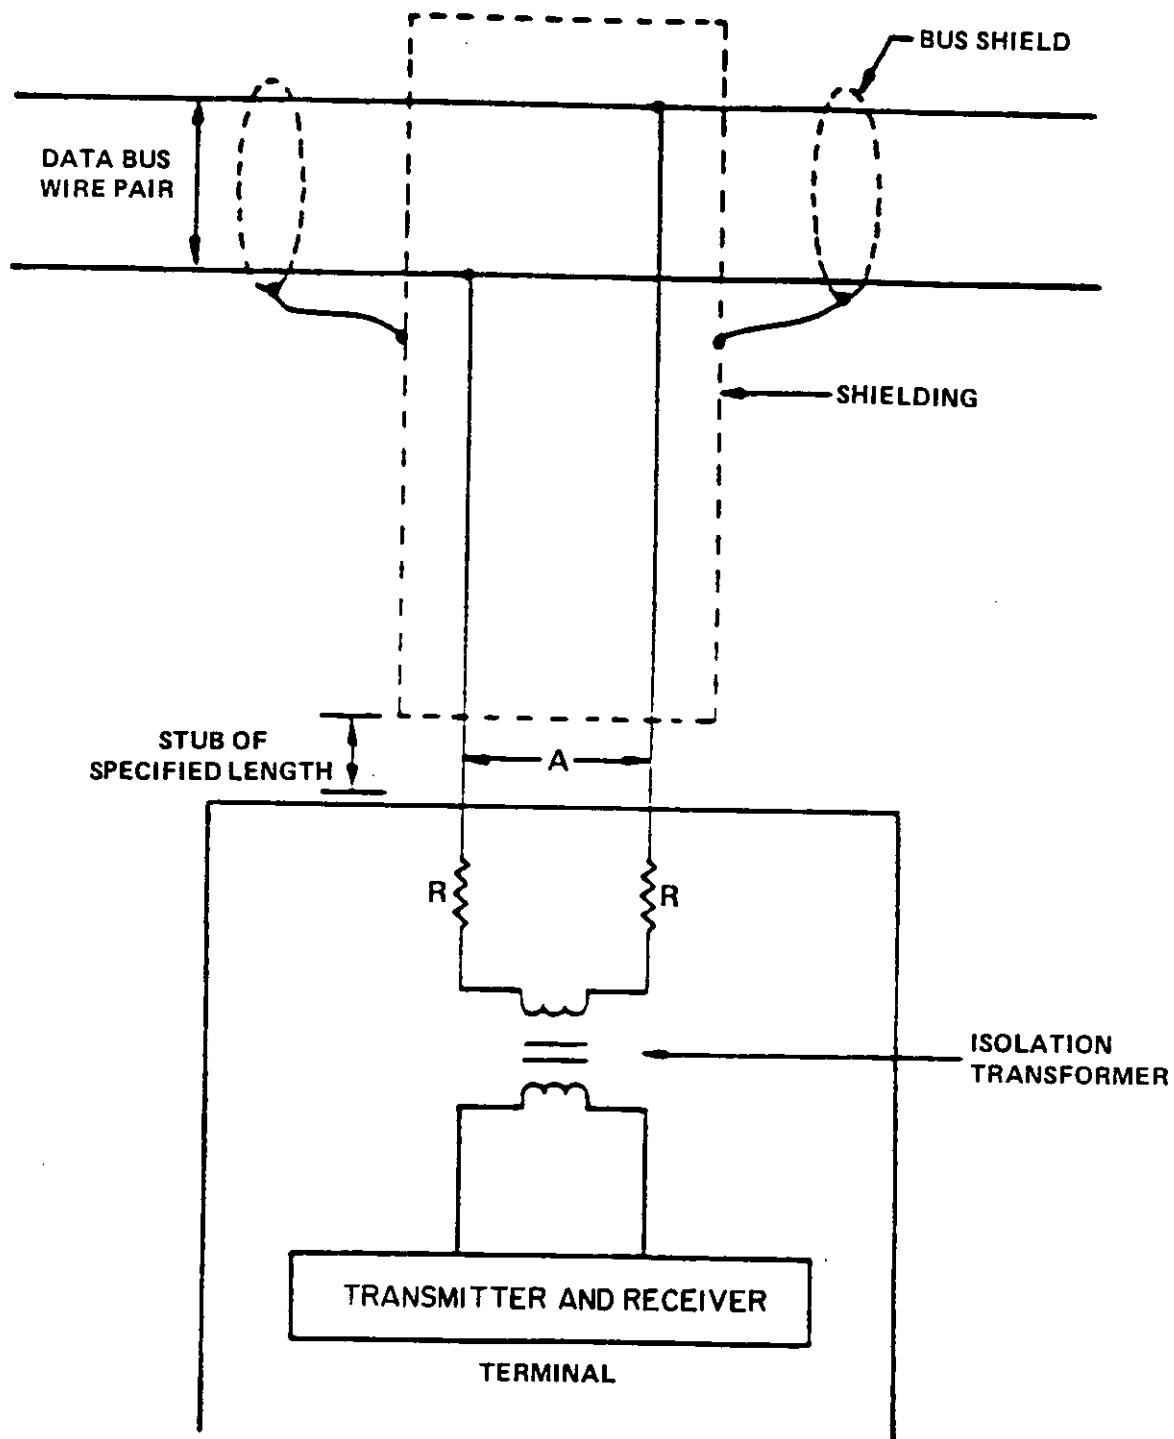 BUS SHIELD
DATA BUS
WIRE PAIR
SHIELDING
STUB OF
SPECIFIED LENGTH
A
R
R
ISOLATION
TRANSFORMER
TRANSMITTER AND RECEIVER
TERMINAL